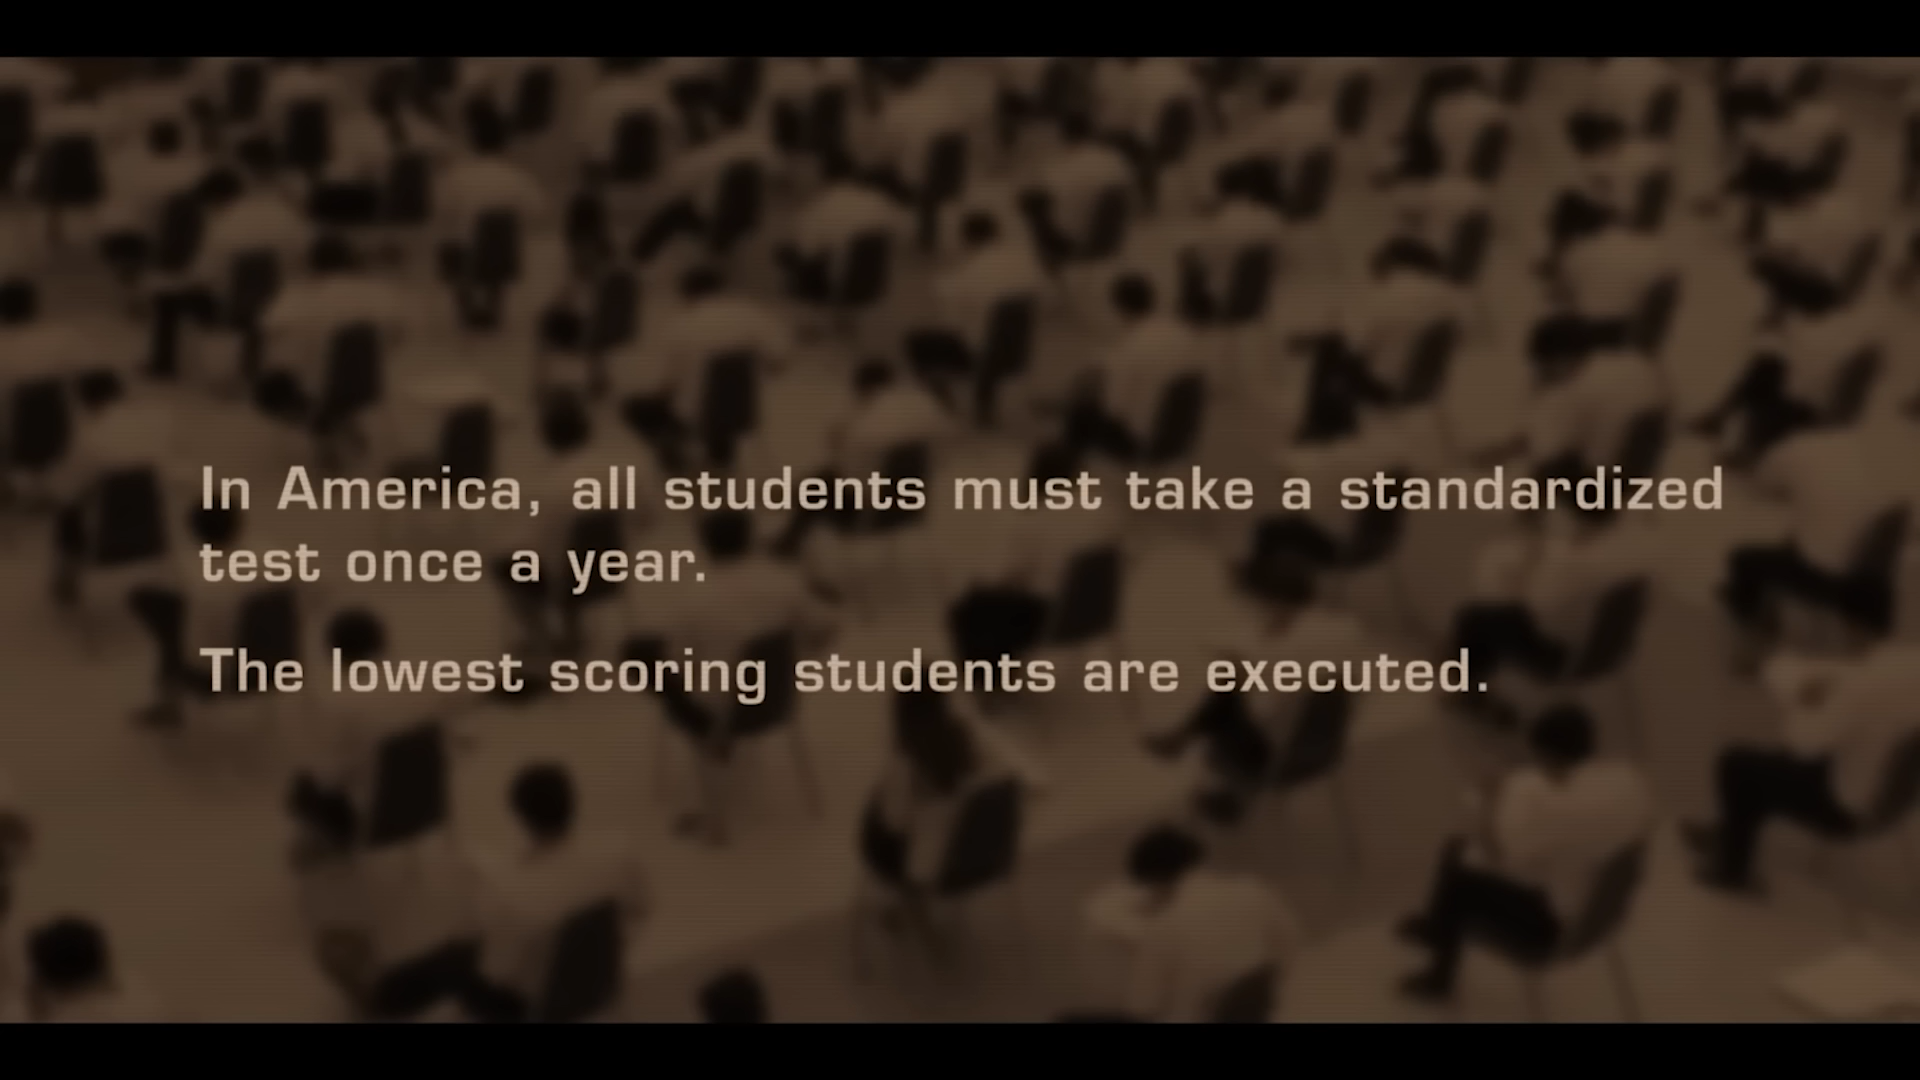 In America, all students must take a standardized
test once a year.
The lowest scoring students are executed.